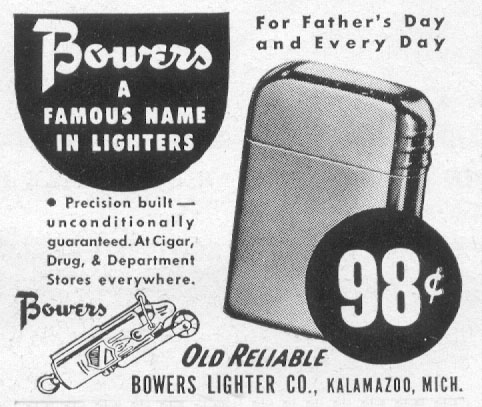 Bowers
A
FAMOUS NAME
IN LIGHTERS
For Father's Day
and Every Day
• Precision built —
unconditionally
guaranteed. At Cigar,
Drug, & Department
Stores everywhere.
98¢
Bowers
OLD RELIABLE
BOWERS LIGHTER CO., KALAMAZOO, MICH.